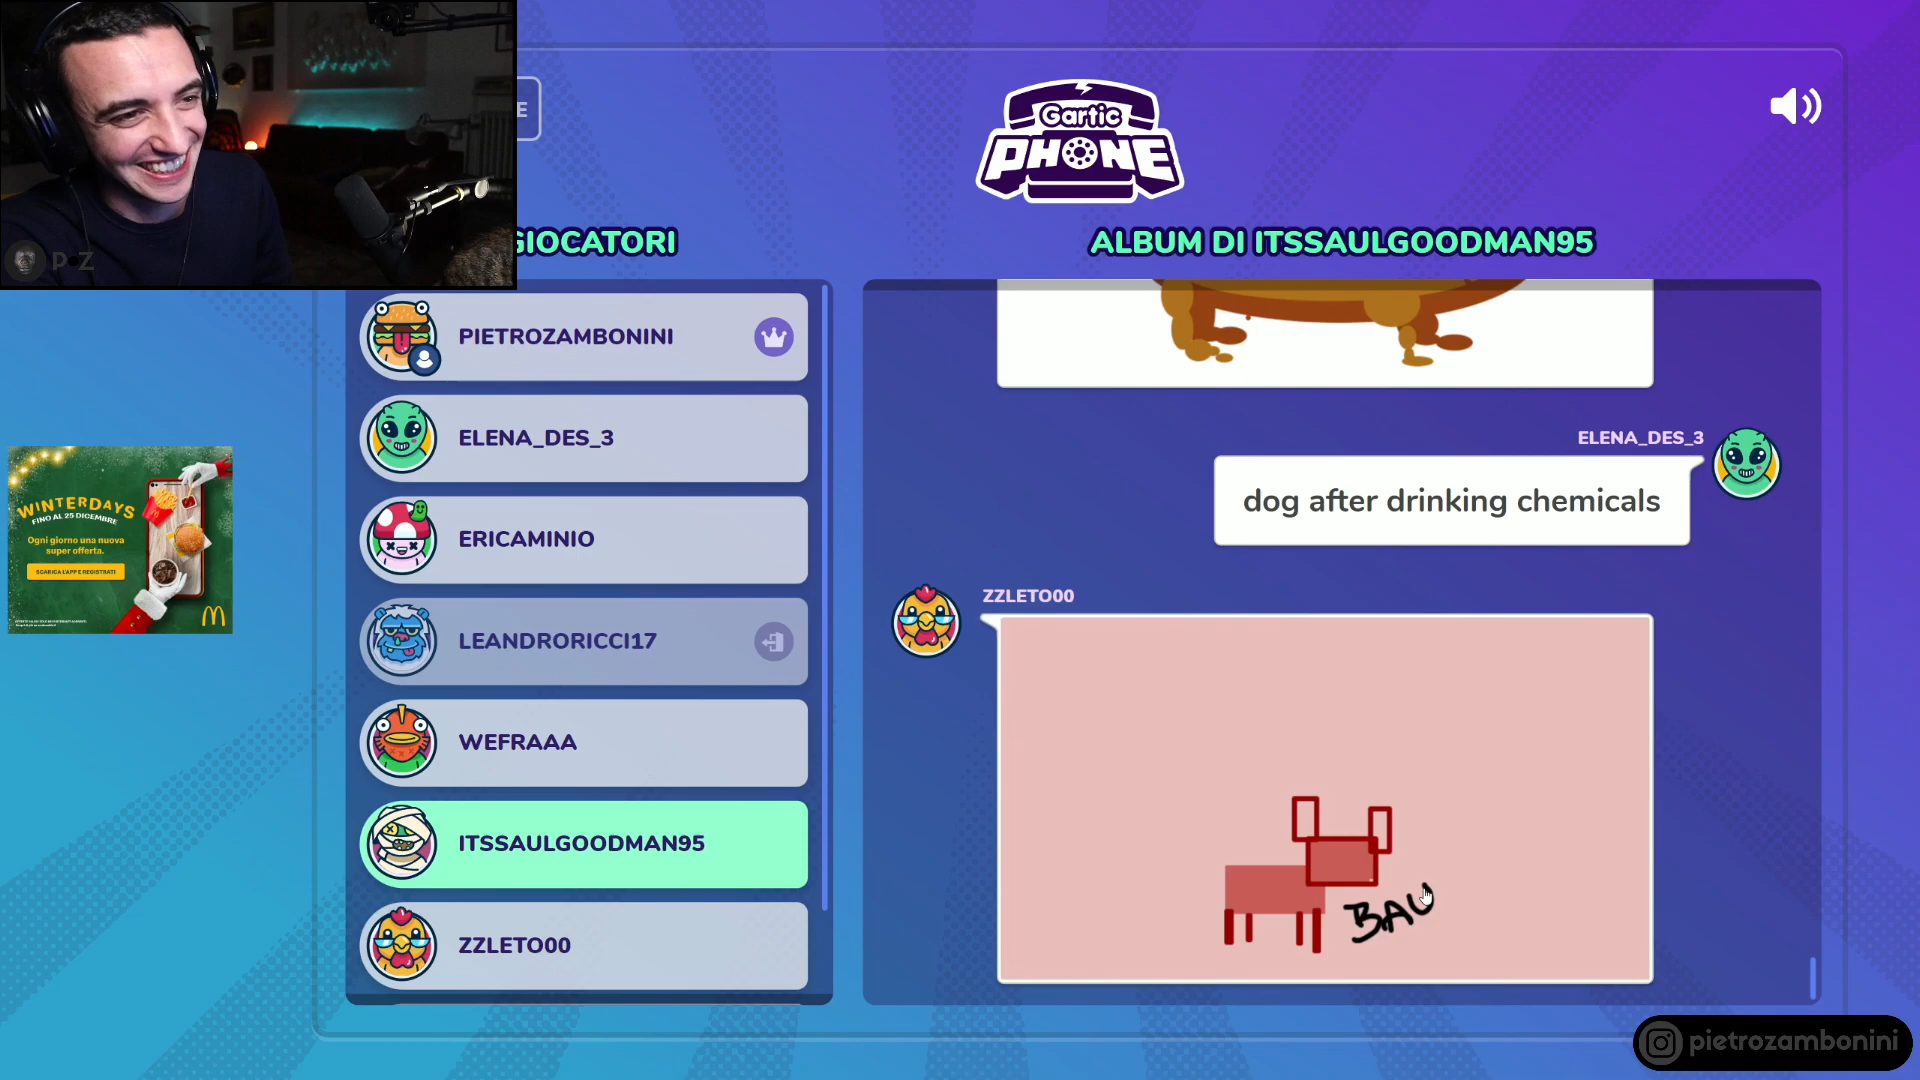 E
Gartic
PHONE
GIOCATORI
ALBUM DI ITSSAULGOODMAN95
P Z
PIETROZAMBONINI
ELENA_DES_3
ERICAMINIO
LEANDRORICCI17
WEFRAAA
ITSSAULGOODMAN95
ZZLETO00
ELENA_DES_3
dog after drinking chemicals
ZZLETO00
BAU
WINTERDAYS
FINO AL 25 DICEMBRE
Ogni giorno una nuova
super offerta.
SCARICA L'APP E REGISTRATI
pietrozambonini